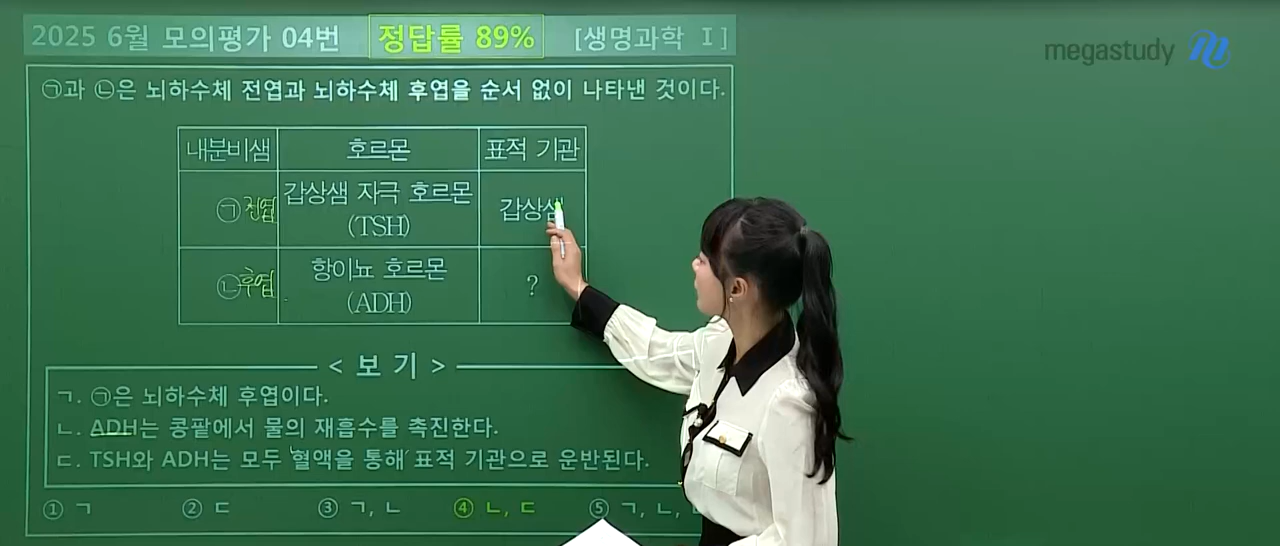 2025 6월 모의평가 04번 정답률 89% [생명과학 Ⅰ]
megastudy
㉠과 ㉡은 뇌하수체 전엽과 뇌하수체 후엽을 순서 없이 나타낸 것이다.
내분비샘 호르몬 표적 기관
㉠ 전엽 갑상샘 자극 호르몬 (TSH) 갑상샘
㉡ 후엽 항이뇨 호르몬 (ADH) ?
< 보 기 >
ㄱ. ㉠은 뇌하수체 후엽이다.
ㄴ. ADH는 콩팥에서 물의 재흡수를 촉진한다.
ㄷ. TSH와 ADH는 모두 혈액을 통해 표적 기관으로 운반된다.
① ㄱ ② ㄷ ③ ㄱ, ㄴ ④ ㄴ, ㄷ ⑤ ㄱ, ㄴ,